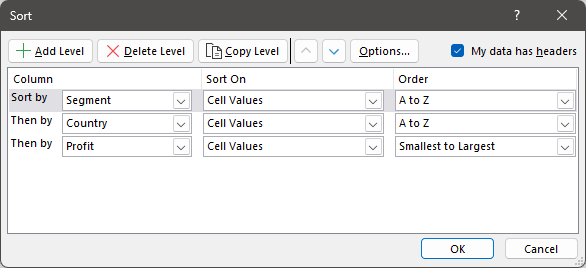 Sort
?
Add Level Delete Level Copy Level Options... My data has headers
Column Sort On Order
Sort by Segment Cell Values A to Z
Then by Country Cell Values A to Z
Then by Profit Cell Values Smallest to Largest
OK Cancel